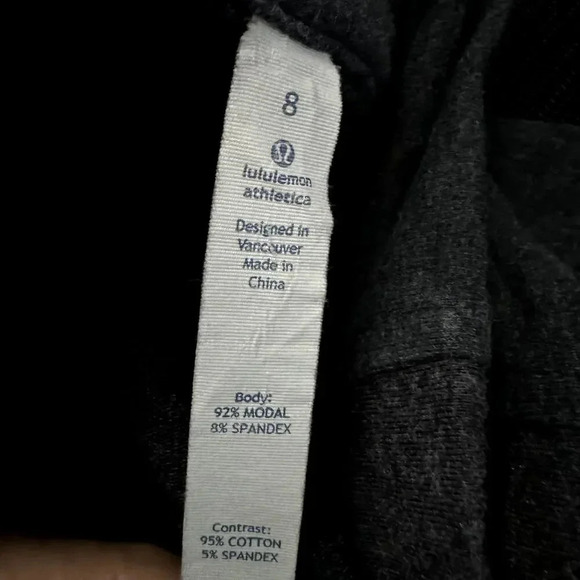 8
lululemon
athletica
Designed in
Vancouver
Made in
China
Body:
92% MODAL
8% SPANDEX
Contrast:
95% COTTON
5% SPANDEX